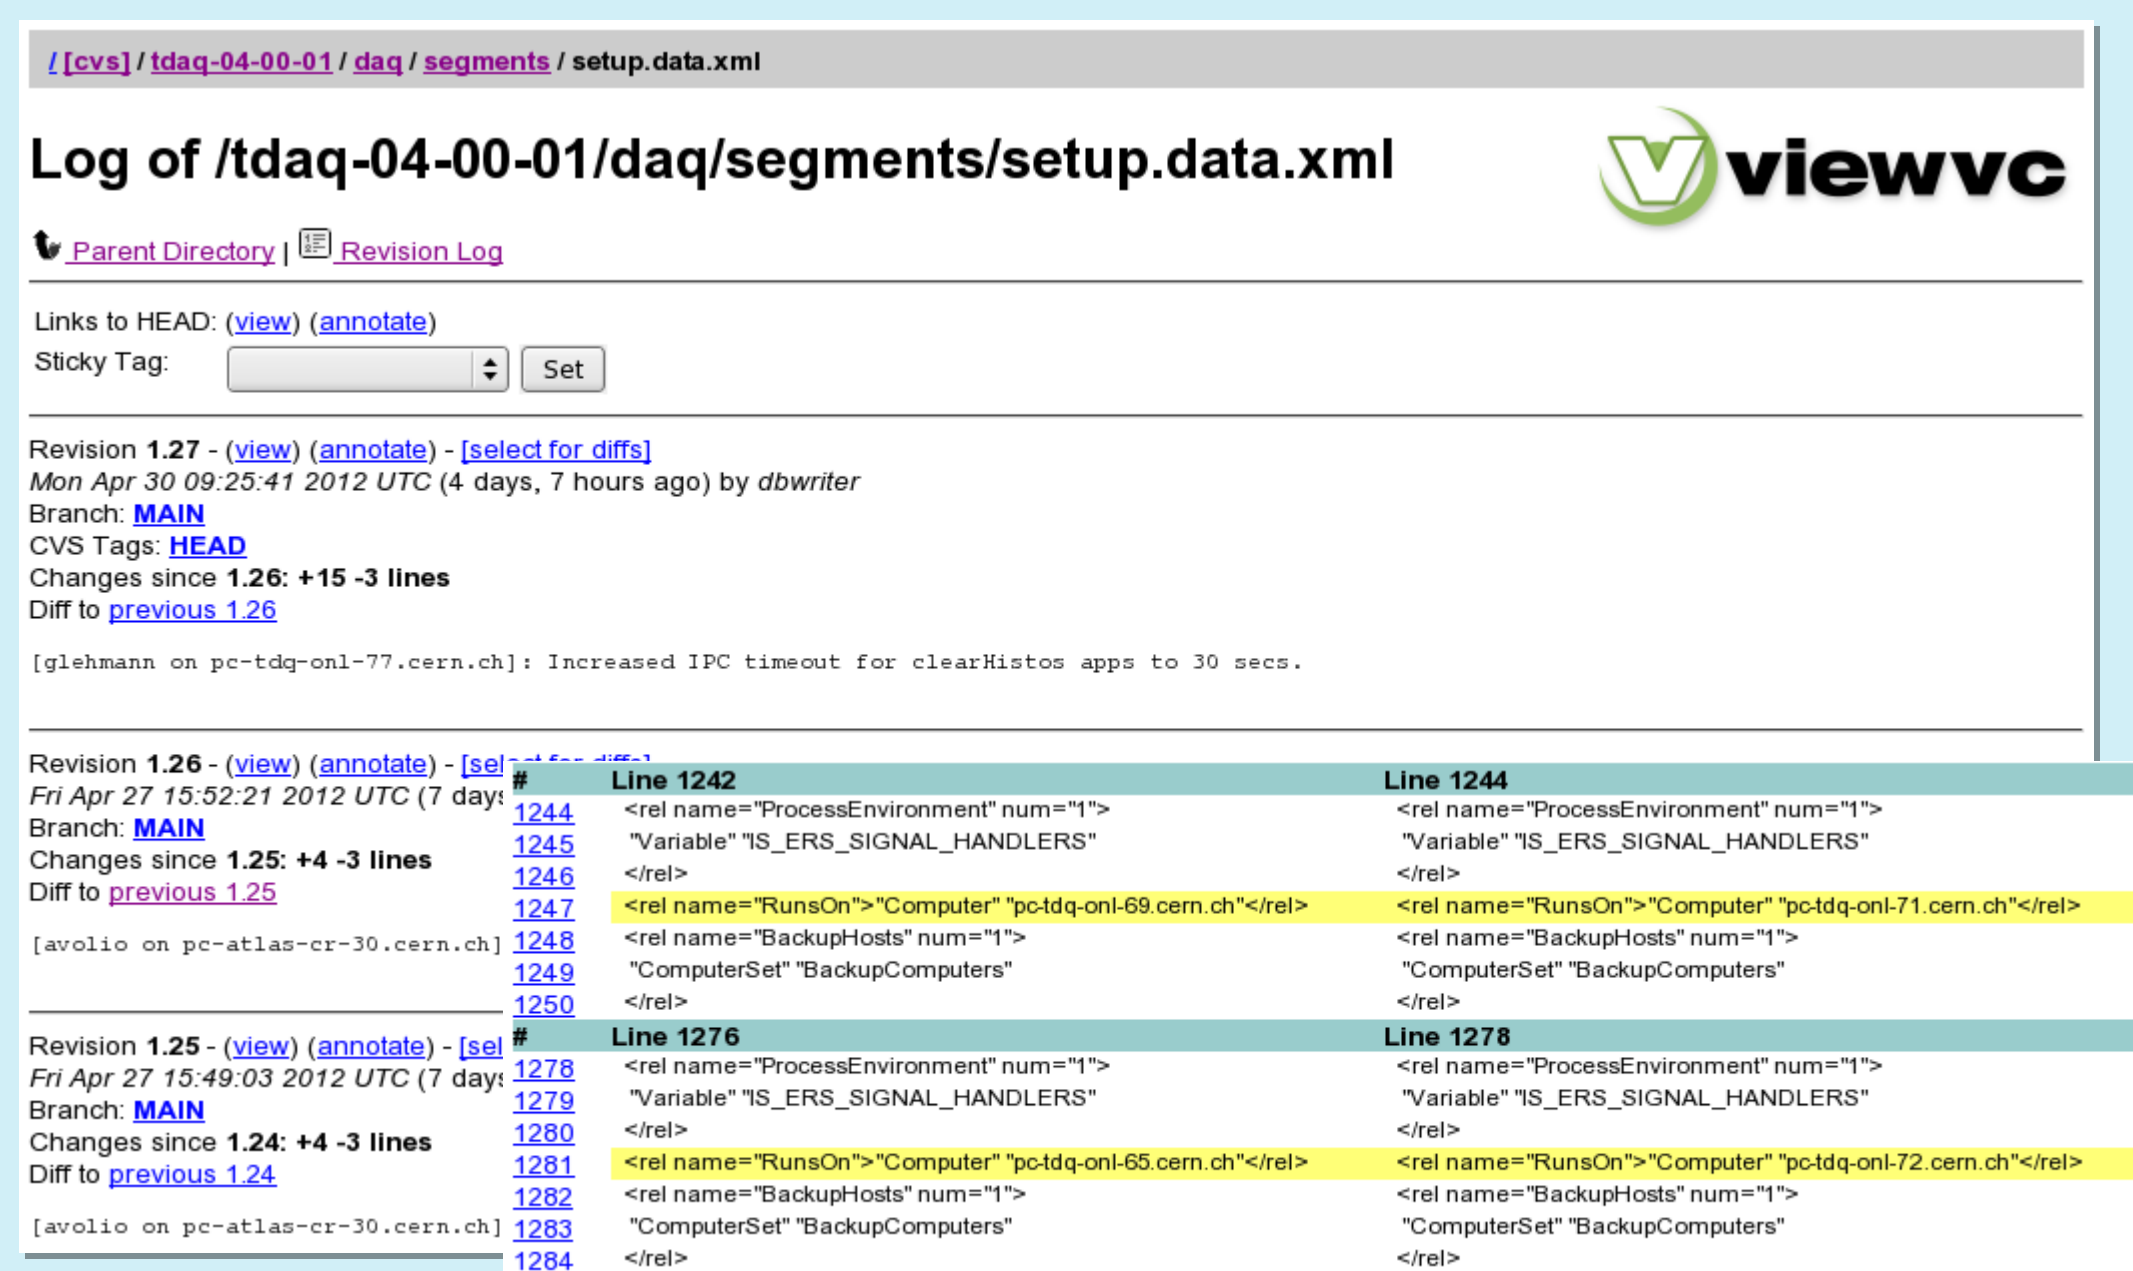 / [cvs] / tdaq-04-00-01 / daq / segments / setup.data.xml
Log of /tdaq-04-00-01/daq/segments/setup.data.xml
viewvc
Parent Directory | Revision Log
Links to HEAD: (view) (annotate)
Sticky Tag:
Set
Revision 1.27 - (view) (annotate) - [select for diffs]
Mon Apr 30 09:25:41 2012 UTC (4 days, 7 hours ago) by dbwriter
Branch: MAIN
CVS Tags: HEAD
Changes since 1.26: +15 -3 lines
Diff to previous 1.26
[glehmann on pc-tdq-onl-77.cern.ch]: Increased IPC timeout for clearHistos apps to 30 secs.
Revision 1.26 - (view) (annotate) - [select for diffs]
Fri Apr 27 15:52:21 2012 UTC (7 days
Branch: MAIN
Changes since 1.25: +4 -3 lines
Diff to previous 1.25
[avolio on pc-atlas-cr-30.cern.ch]
Revision 1.25 - (view) (annotate) - [sel
Fri Apr 27 15:49:03 2012 UTC (7 days
Branch: MAIN
Changes since 1.24: +4 -3 lines
Diff to previous 1.24
[avolio on pc-atlas-cr-30.cern.ch]
# Line 1242 Line 1244
1244 <rel name="ProcessEnvironment" num="1"> <rel name="ProcessEnvironment" num="1">
1245 "Variable" "IS_ERS_SIGNAL_HANDLERS" "Variable" "IS_ERS_SIGNAL_HANDLERS"
1246 </rel> </rel>
1247 <rel name="RunsOn">"Computer" "pc-tdq-onl-69.cern.ch"</rel> <rel name="RunsOn">"Computer" "pc-tdq-onl-71.cern.ch"</rel>
1248 <rel name="BackupHosts" num="1"> <rel name="BackupHosts" num="1">
1249 "ComputerSet" "BackupComputers" "ComputerSet" "BackupComputers"
1250 </rel> </rel>
# Line 1276 Line 1278
1278 <rel name="ProcessEnvironment" num="1"> <rel name="ProcessEnvironment" num="1">
1279 "Variable" "IS_ERS_SIGNAL_HANDLERS" "Variable" "IS_ERS_SIGNAL_HANDLERS"
1280 </rel> </rel>
1281 <rel name="RunsOn">"Computer" "pc-tdq-onl-65.cern.ch"</rel> <rel name="RunsOn">"Computer" "pc-tdq-onl-72.cern.ch"</rel>
1282 <rel name="BackupHosts" num="1"> <rel name="BackupHosts" num="1">
1283 "ComputerSet" "BackupComputers" "ComputerSet" "BackupComputers"
1284 </rel> </rel>